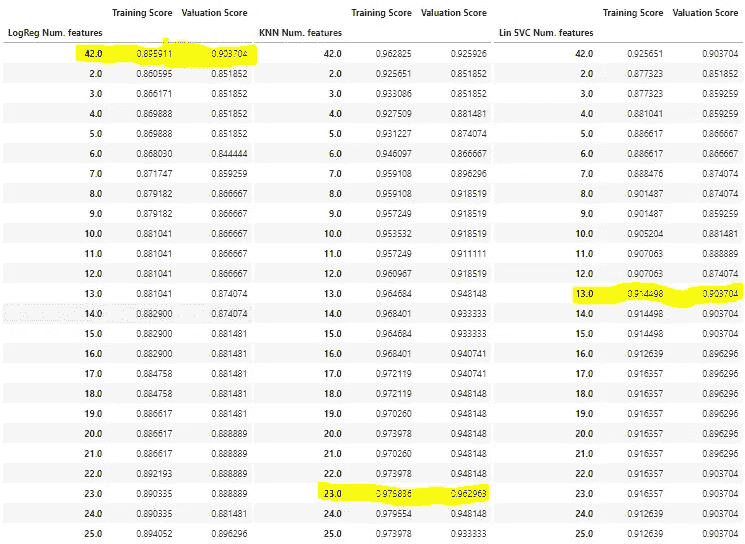 Training Score Valuation Score Training Score Valuation Score Training Score Valuation Score
LogReg Num. features KNN Num. features Lin SVC Num. features
42.0 0.895911 0.903704 42.0 0.962825 0.925926 42.0 0.925651 0.903704
2.0 0.860595 0.851852 2.0 0.925651 0.851852 2.0 0.877323 0.851852
3.0 0.866171 0.851852 3.0 0.933086 0.851852 3.0 0.877323 0.859259
4.0 0.869888 0.851852 4.0 0.927509 0.881481 4.0 0.881041 0.859259
5.0 0.869888 0.851852 5.0 0.931227 0.874074 5.0 0.886617 0.866667
6.0 0.868030 0.844444 6.0 0.946097 0.866667 6.0 0.886617 0.866667
7.0 0.871747 0.859259 7.0 0.959108 0.896296 7.0 0.888476 0.874074
8.0 0.879182 0.866667 8.0 0.959108 0.918519 8.0 0.901487 0.874074
9.0 0.879182 0.866667 9.0 0.957249 0.918519 9.0 0.901487 0.859259
10.0 0.881041 0.866667 10.0 0.953532 0.918519 10.0 0.905204 0.881481
11.0 0.881041 0.866667 11.0 0.957249 0.911111 11.0 0.907063 0.888889
12.0 0.881041 0.866667 12.0 0.960967 0.918519 12.0 0.907063 0.874074
13.0 0.881041 0.874074 13.0 0.964684 0.948148 13.0 0.914498 0.903704
14.0 0.882900 0.874074 14.0 0.968401 0.933333 14.0 0.914498 0.903704
15.0 0.882900 0.881481 15.0 0.964684 0.933333 15.0 0.914498 0.903704
16.0 0.882900 0.881481 16.0 0.968401 0.940741 16.0 0.912639 0.896296
17.0 0.884758 0.881481 17.0 0.972119 0.940741 17.0 0.916357 0.896296
18.0 0.884758 0.881481 18.0 0.972119 0.948148 18.0 0.916357 0.896296
19.0 0.886617 0.881481 19.0 0.970260 0.948148 19.0 0.916357 0.896296
20.0 0.886617 0.888889 20.0 0.973978 0.948148 20.0 0.916357 0.896296
21.0 0.886617 0.888889 21.0 0.970260 0.948148 21.0 0.916357 0.896296
22.0 0.892193 0.888889 22.0 0.973978 0.948148 22.0 0.916357 0.903704
23.0 0.890335 0.888889 23.0 0.975836 0.962963 23.0 0.916357 0.903704
24.0 0.890335 0.881481 24.0 0.979554 0.955556 24.0 0.912639 0.903704
25.0 0.894052 0.896296 25.0 0.973978 0.933333 25.0 0.912639 0.903704